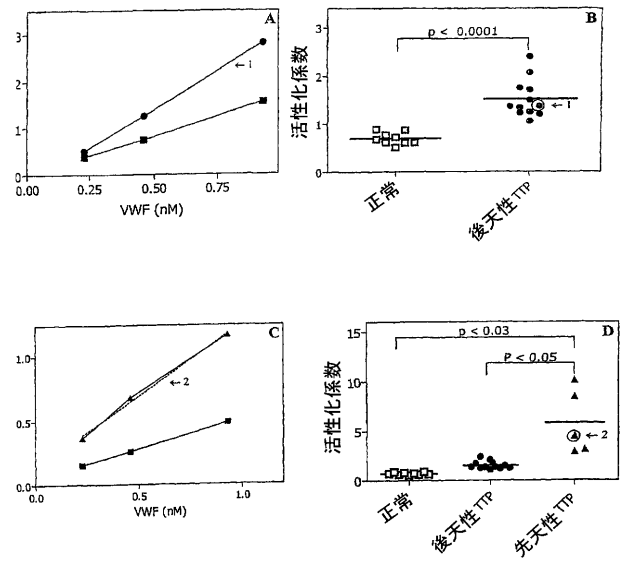 A
3
2
1
0
0.00 0.25 0.50 0.75
VWF (nM)
← 1
B
活性化係数
3
2
1
0
p < 0.0001
← 1
正常
後天性TTP
C
1.0
0.5
0.0
0.0 0.5 1.0
VWF (nM)
← 2
D
活性化係数
15
10
5
0
p < 0.03
P < 0.05
← 2
正常
後天性TTP
先天性TTP